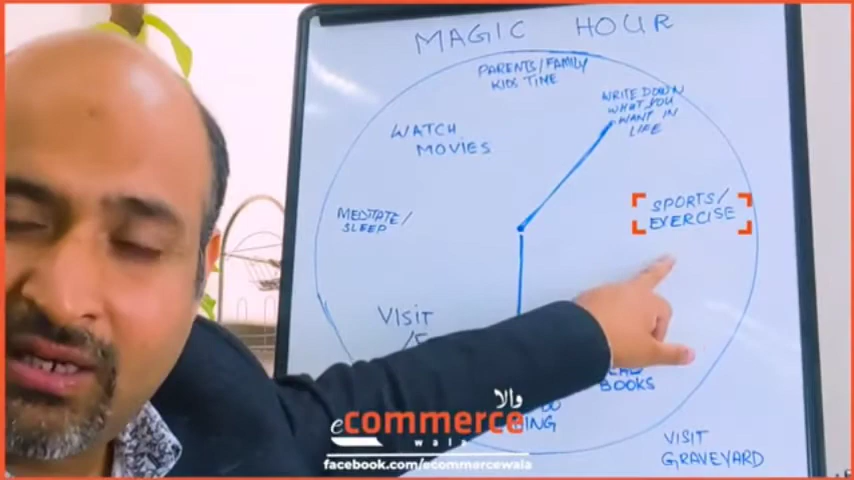 MAGIC HOUR
PARENTS/FAMILY
KIDS TIME
WRITE DOWN
WHAT YOU
WANT IN
LIFE
WATCH
MOVIES
SPORTS/
EXERCISE
MEDITATE/
SLEEP
VISIT
BOOKS
VISIT
GRAVEYARD
والا
ecommerce
wala
facebook.com/ecommercewala